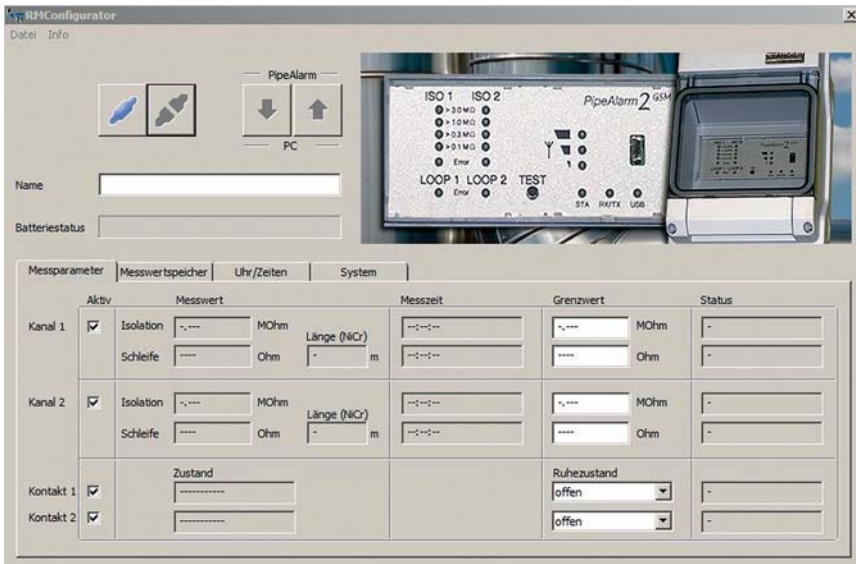 RMConfigurator
Datei Info
PipeAlarm
PC
Name
Batteriestatus
ISO 1 ISO 2
> 3.0 MΩ
> 1.0 MΩ
> 0.3 MΩ
> 0.1 MΩ
Error
LOOP 1 LOOP 2 TEST
Error
PipeAlarm 2 GSM
STA RX/TX USB
Messparameter Messwertspeicher Uhr/Zeiten System
Aktiv Messwert Messzeit Grenzwert Status
Kanal 1 Isolation -,--- MOhm --:--:-- -,--- MOhm -
Länge (NiCr)
Schleife ---- Ohm - m --:--:-- ---- Ohm -
Kanal 2 Isolation -,--- MOhm --:--:-- -,--- MOhm -
Länge (NiCr)
Schleife ---- Ohm - m --:--:-- ---- Ohm -
Zustand Ruhezustand
Kontakt 1 ----------- offen -
Kontakt 2 ----------- offen -